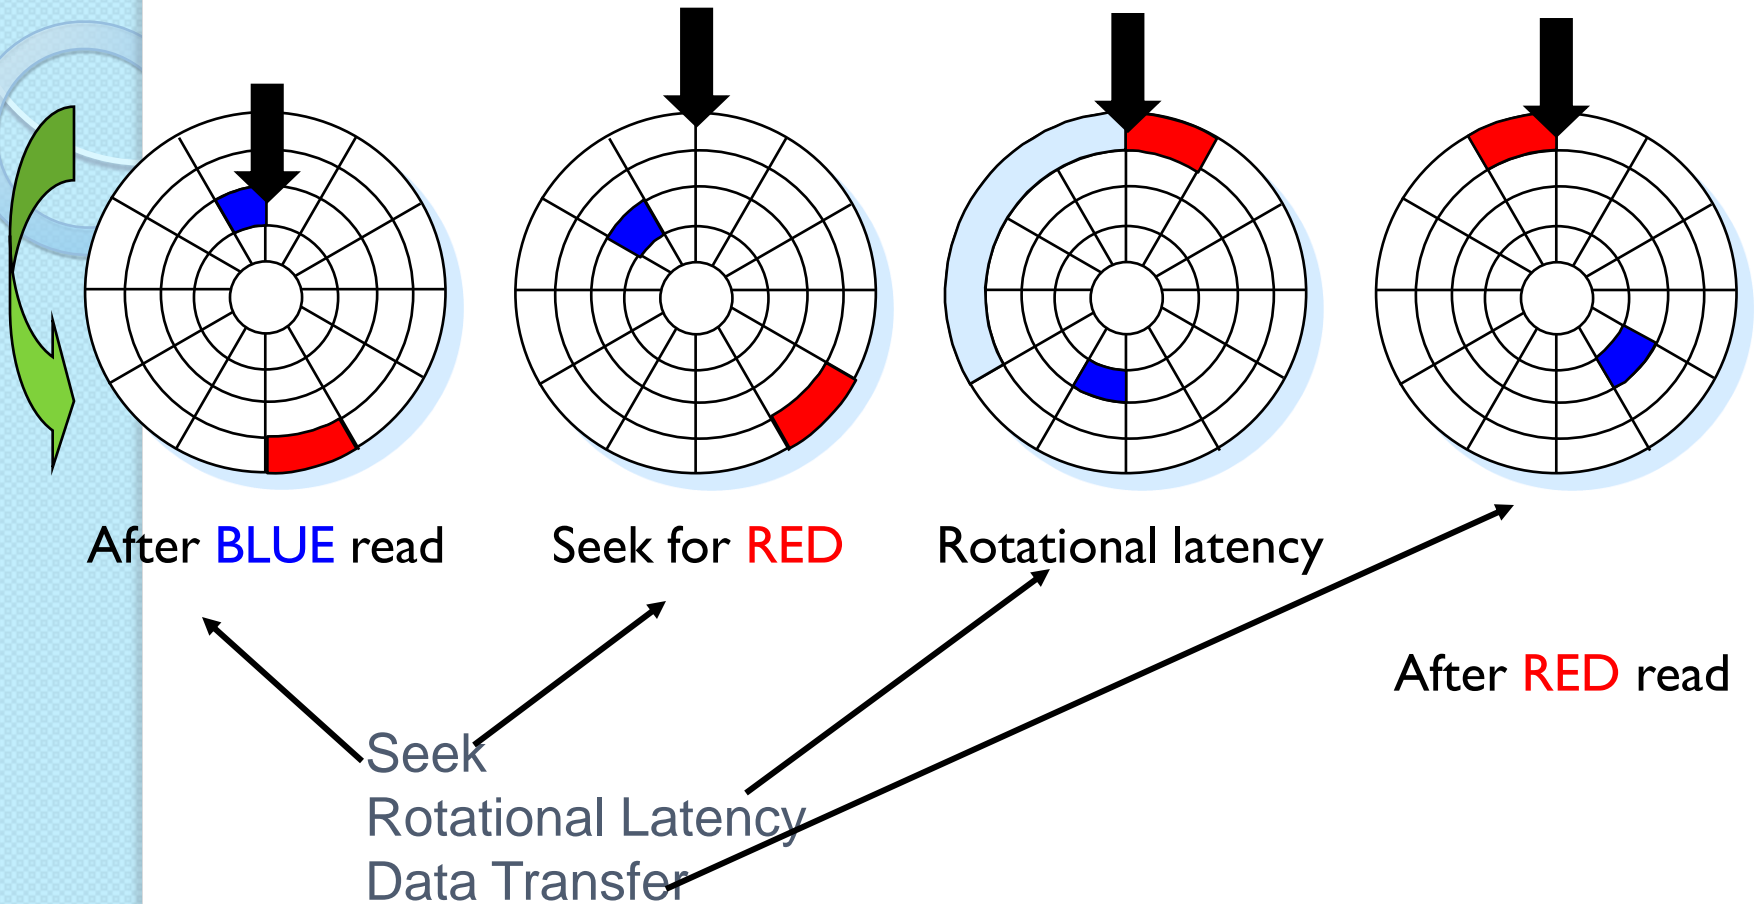 After BLUE read
Seek for RED
Rotational latency
After RED read
Seek
Rotational Latency
Data Transfer